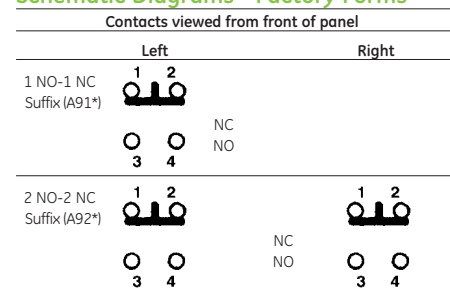 Schematic Diagrams - Factory Forms
Contacts viewed from front of panel
Left Right
1 NO-1 NC
Suffix (A91*)
1 2
NC
NO
3 4
2 NO-2 NC
Suffix (A92*)
1 2 1 2
NC
NO
3 4 3 4